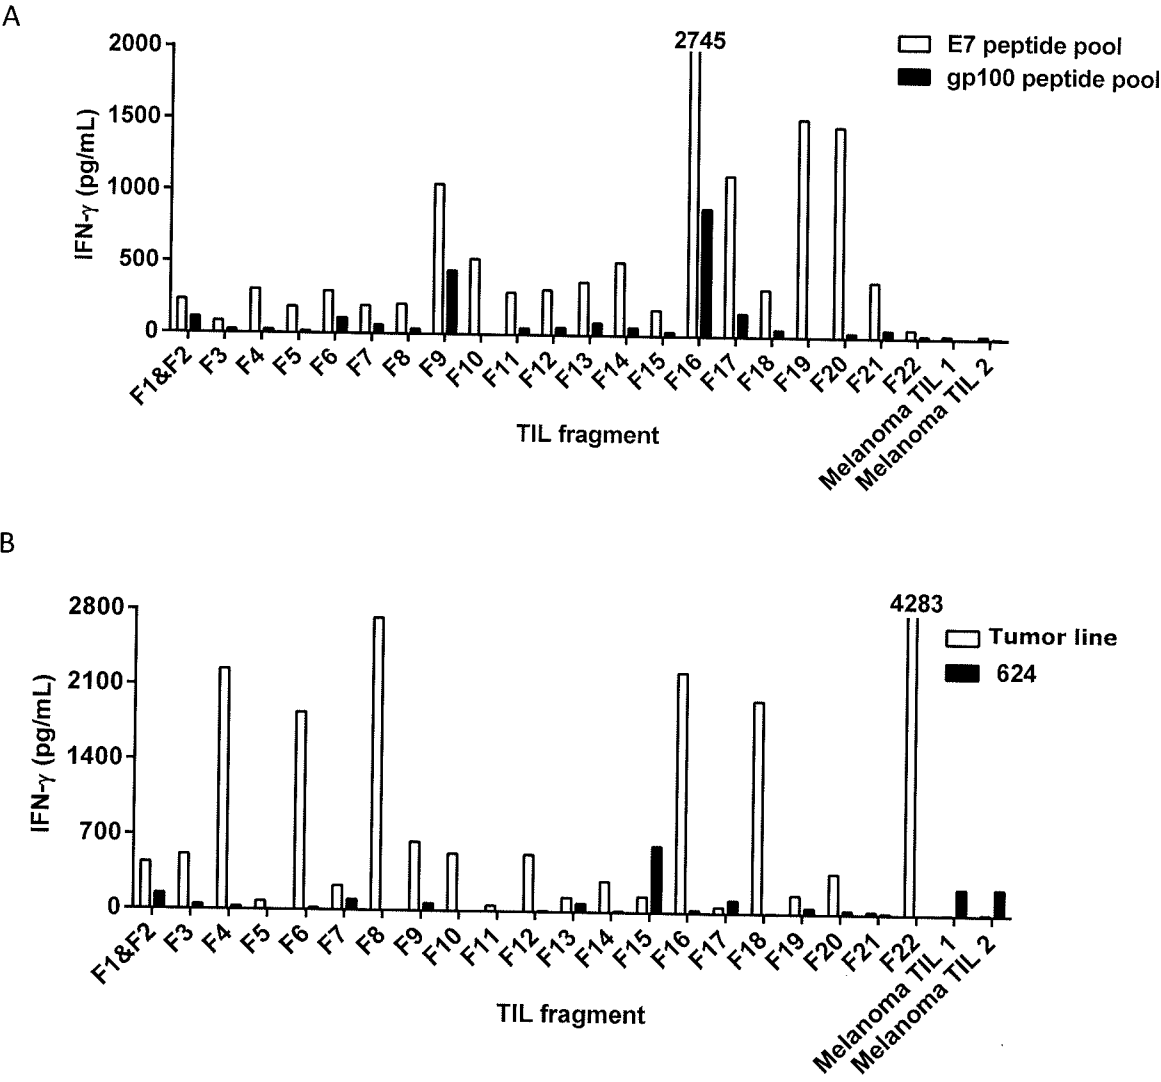 A
2745
E7 peptide pool
gp100 peptide pool
IFN-γ (pg/mL)
2000
1500
1000
500
0
F1&F2
F3
F4
F5
F6
F7
F8
F9
F10
F11
F12
F13
F14
F15
F16
F17
F18
F19
F20
F21
F22
Melanoma TIL 1
Melanoma TIL 2
TIL fragment
B
4283
Tumor line
624
IFN-γ (pg/mL)
2800
2100
1400
700
0
F1&F2
F3
F4
F5
F6
F7
F8
F9
F10
F11
F12
F13
F14
F15
F16
F17
F18
F19
F20
F21
F22
Melanoma TIL 1
Melanoma TIL 2
TIL fragment